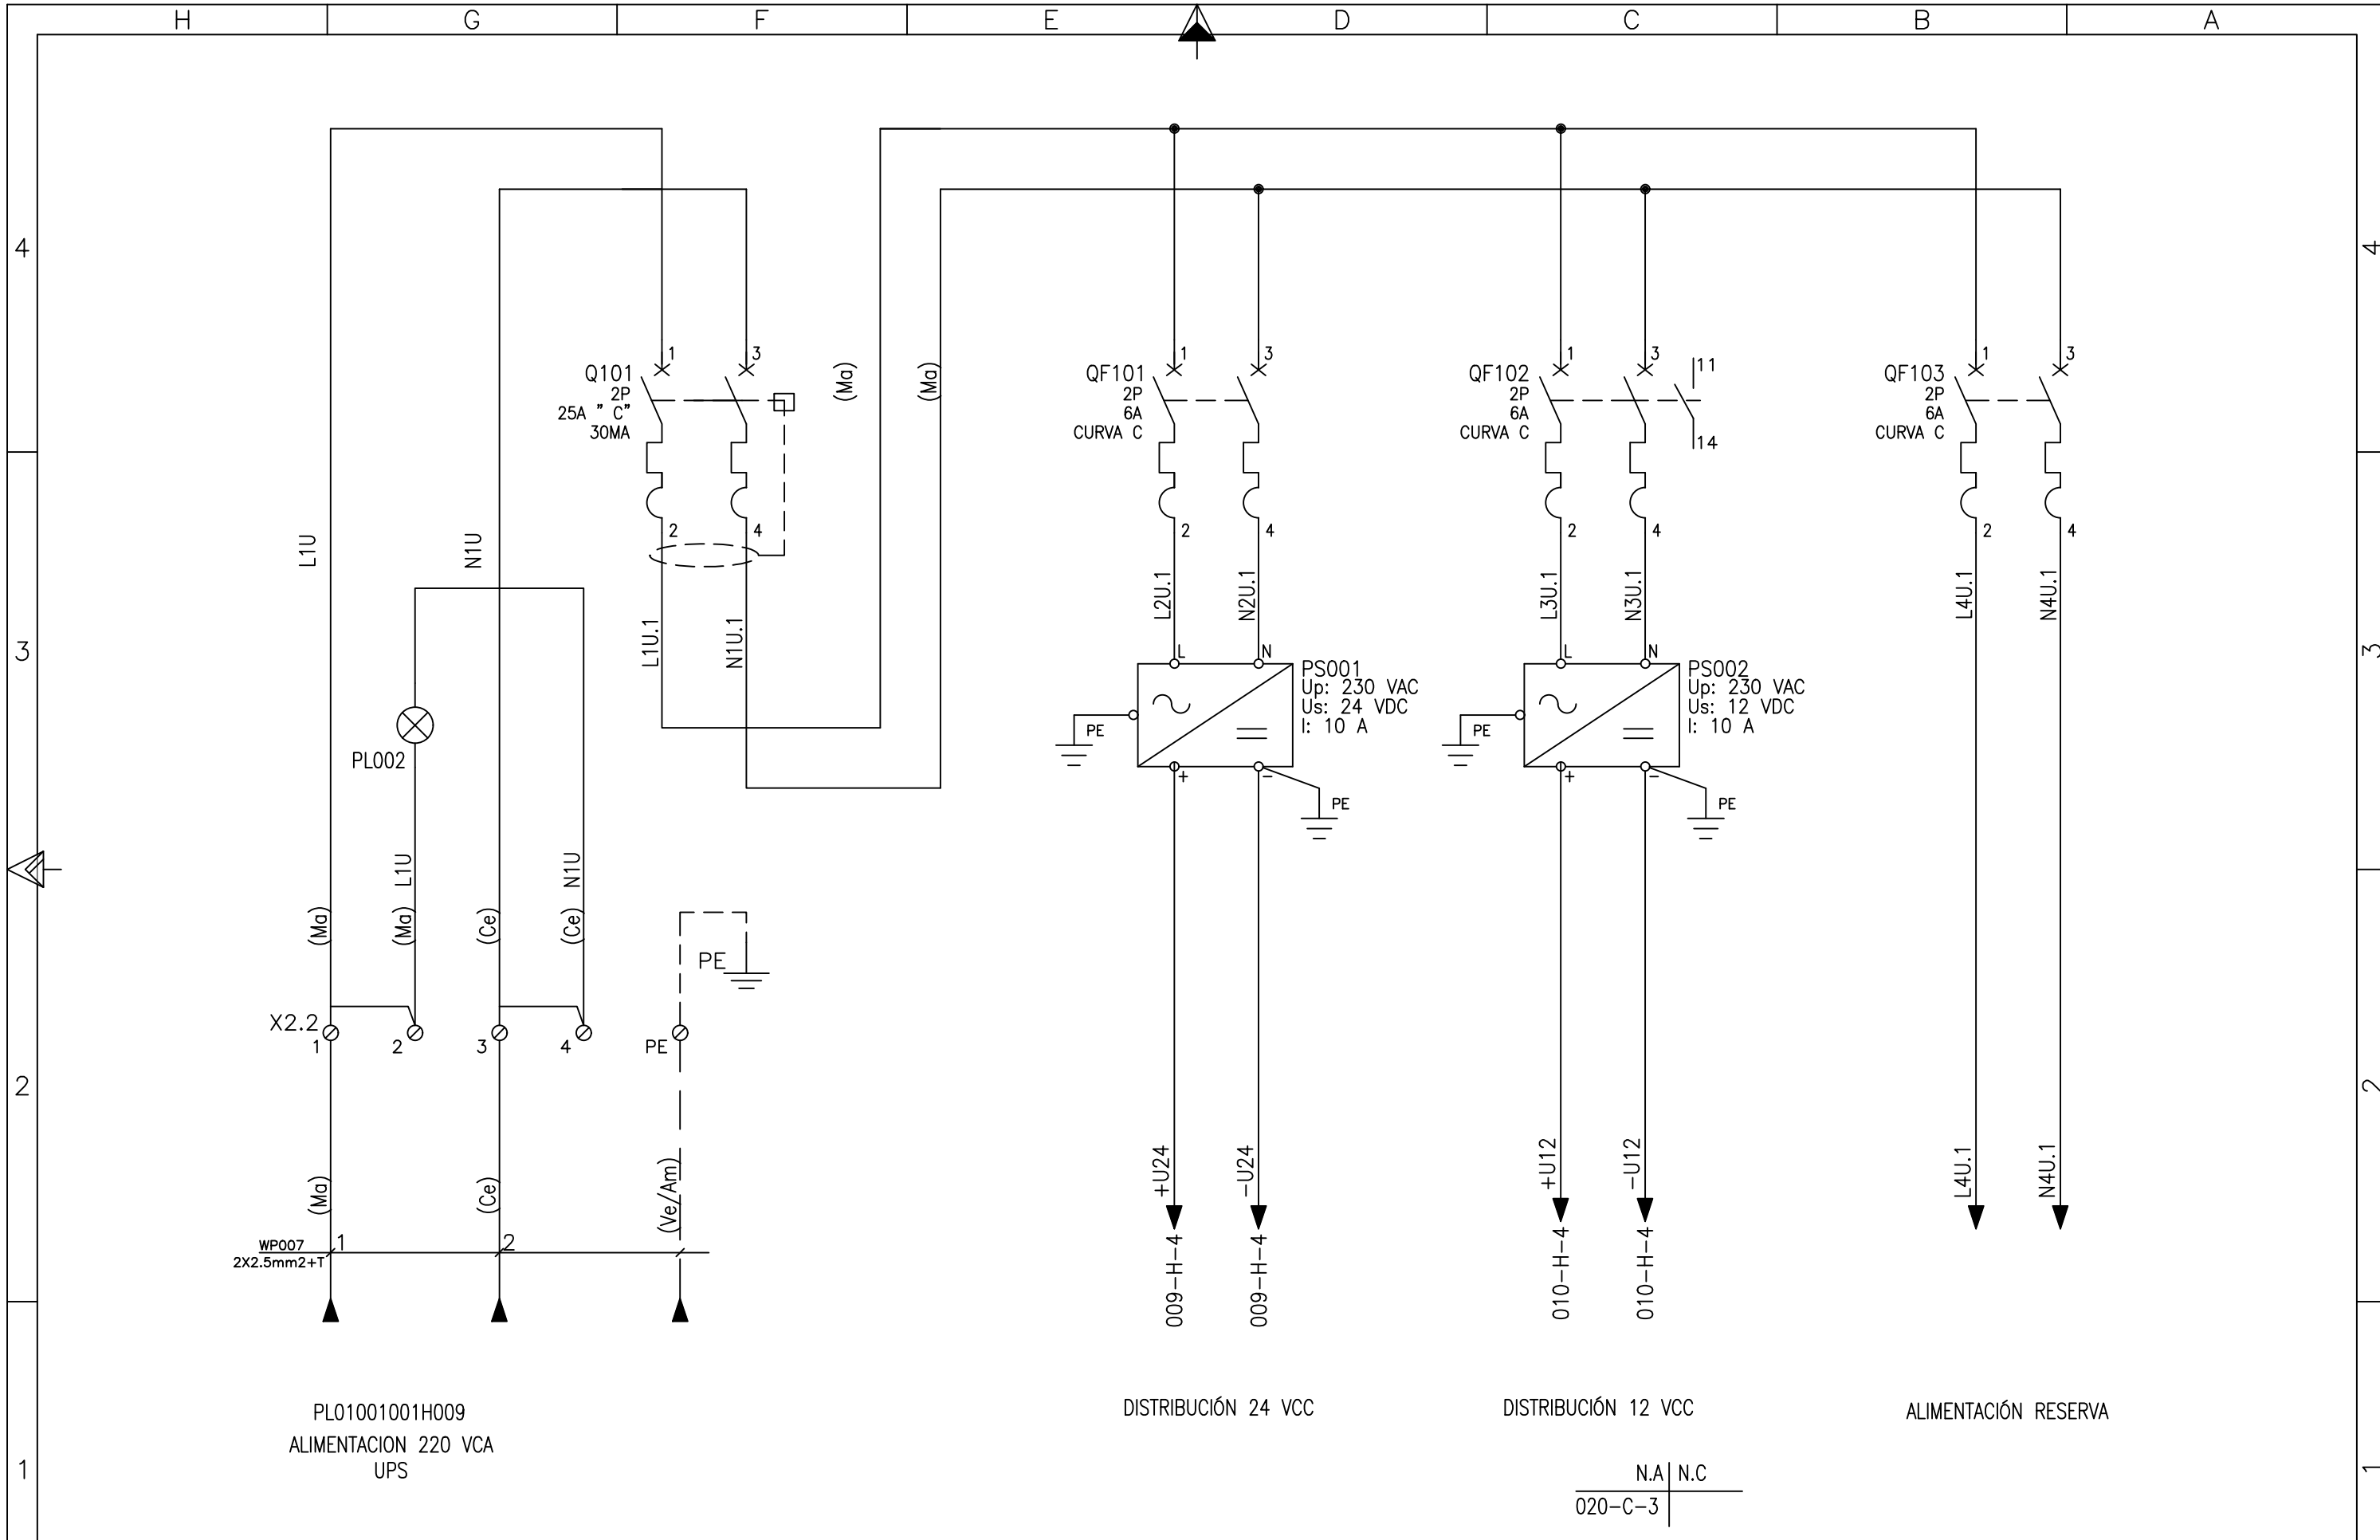 H G F E D C B A
4 4
Q101
2P
25A " C"
30MA
1 3
2 4
(Ma) (Ma)
QF101
2P
6A
CURVA C
1 3
2 4
QF102
2P
6A
CURVA C
1 3
2 4
11
14
QF103
2P
6A
CURVA C
1 3
2 4
L1U N1U
L1U.1 N1U.1
L2U.1 N2U.1
L3U.1 N3U.1
L4U.1 N4U.1
3 3
L N
PS001
Up: 230 VAC
Us: 24 VDC
I: 10 A
PE
+ -
PE
L N
PS002
Up: 230 VAC
Us: 12 VDC
I: 10 A
PE
+ -
PE
PL002
L1U N1U
(Ma) (Ma) (Ce) (Ce)
PE
X2.2
1 2 3 4 PE
2 2
(Ma) (Ce) (Ve/Am)
+U24 -U24
+U12 -U12
L4U.1 N4U.1
WP007
2X2.5mm2+T
1 2
009-H-4 009-H-4
010-H-4 010-H-4
PL01001001H009
ALIMENTACION 220 VCA
UPS
DISTRIBUCIÓN 24 VCC
DISTRIBUCIÓN 12 VCC
ALIMENTACIÓN RESERVA
1 1
N.A N.C
020-C-3